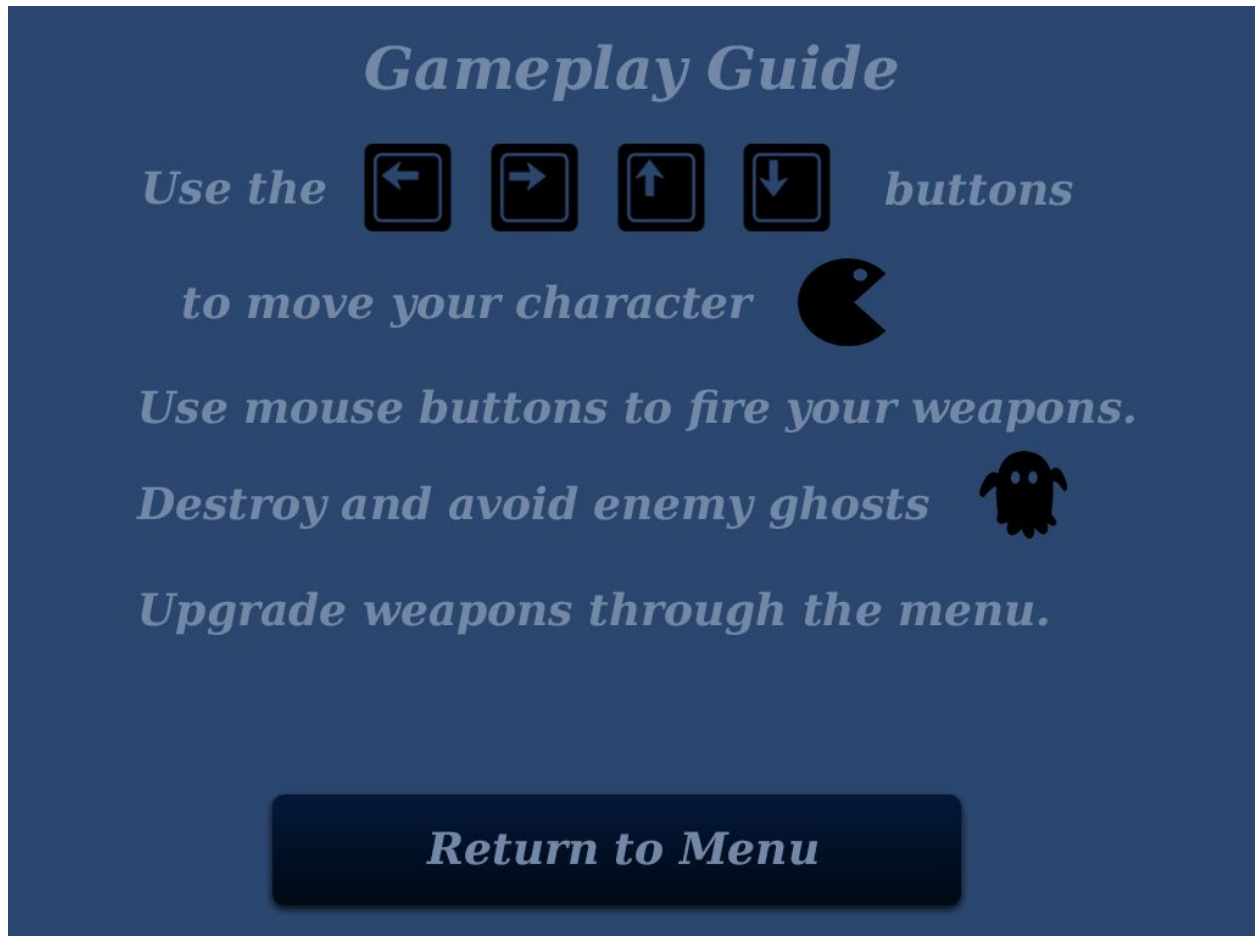 Gameplay Guide
Use the ← → ↑ ↓ buttons
to move your character
Use mouse buttons to fire your weapons.
Destroy and avoid enemy ghosts
Upgrade weapons through the menu.
Return to Menu